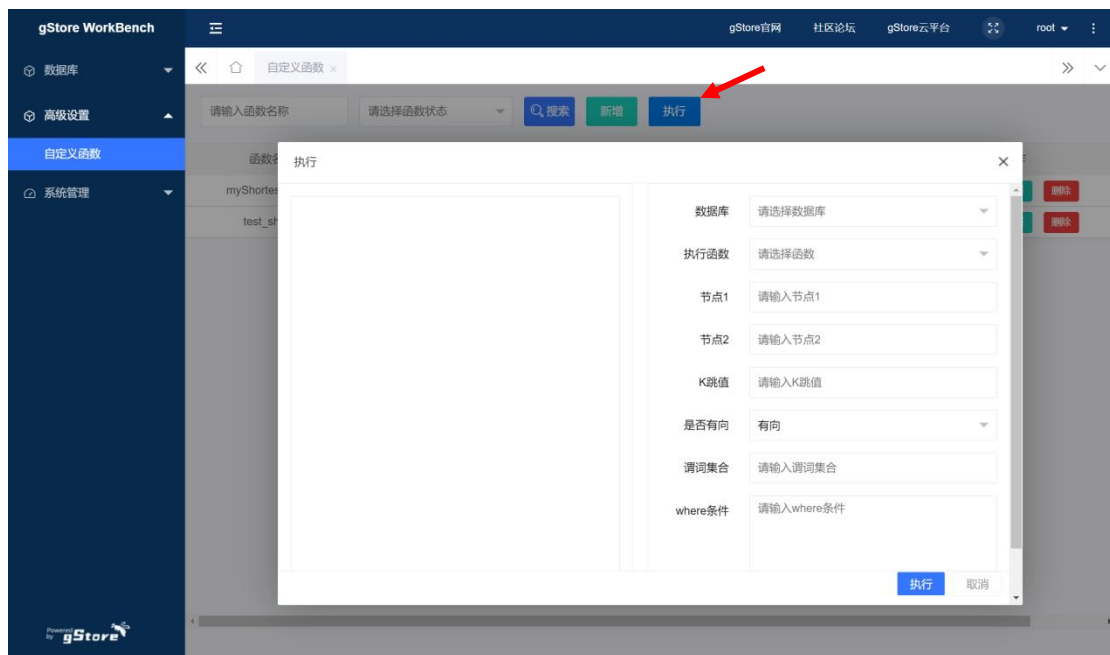 gStore WorkBench
gStore官网 社区论坛 gStore云平台 root
数据库
自定义函数
高级设置
请输入函数名称 请选择函数状态 搜索 新增 执行
自定义函数
函数名
执行
系统管理
myShortes
删除
test_sh
删除
数据库 请选择数据库
执行函数 请选择函数
节点1 请输入节点1
节点2 请输入节点2
K跳值 请输入K跳值
是否有向 有向
谓词集合 请输入谓词集合
where条件 请输入where条件
执行 取消
Powered by gStore